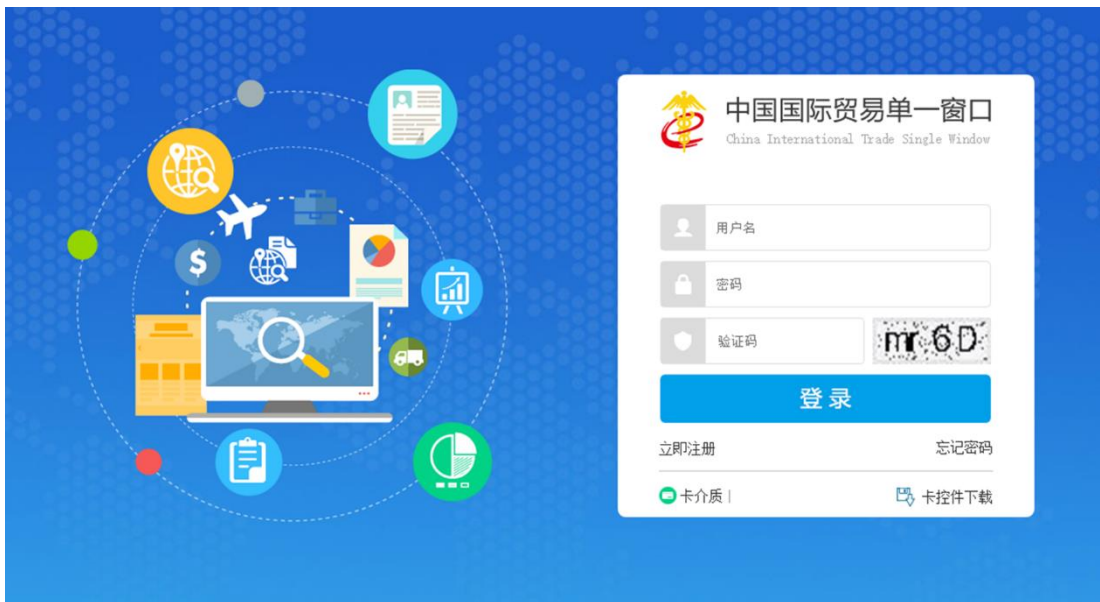 中国国际贸易单一窗口
China International Trade Single Window
用户名
密码
验证码
mr6D
登录
立即注册 忘记密码
卡介质 | 卡控件下载
$